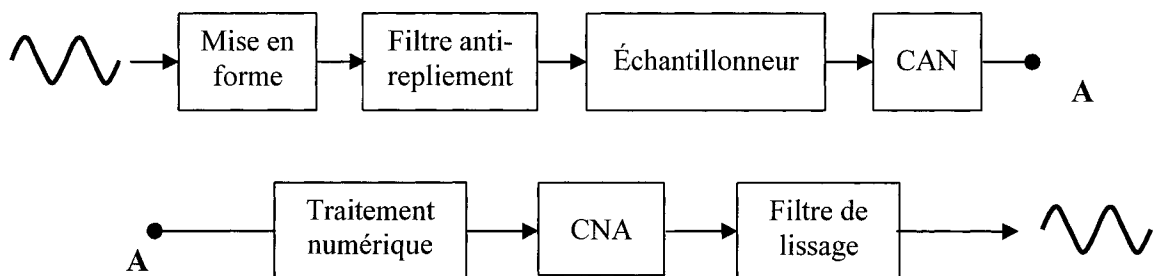 Mise en
forme
Filtre anti-
repliement
Échantillonneur
CAN
A
Traitement
numérique
CNA
Filtre de
lissage
A